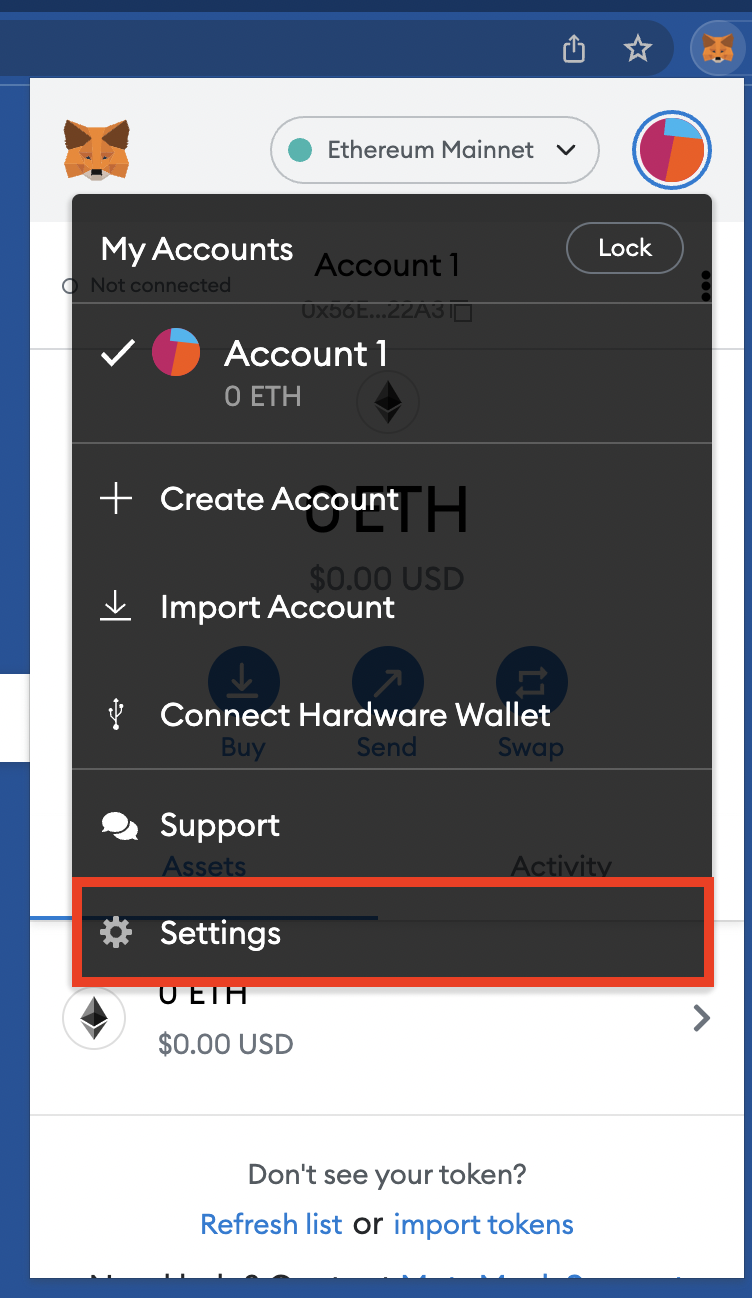 Ethereum Mainnet
My Accounts
Lock
Account 1
Not connected
0x56E...22A3
Account 1
0 ETH
Create Account
0 ETH
$0.00 USD
Import Account
Connect Hardware Wallet
Buy
Send
Swap
Support
Assets
Activity
Settings
0 ETH
$0.00 USD
Don't see your token?
Refresh list or import tokens